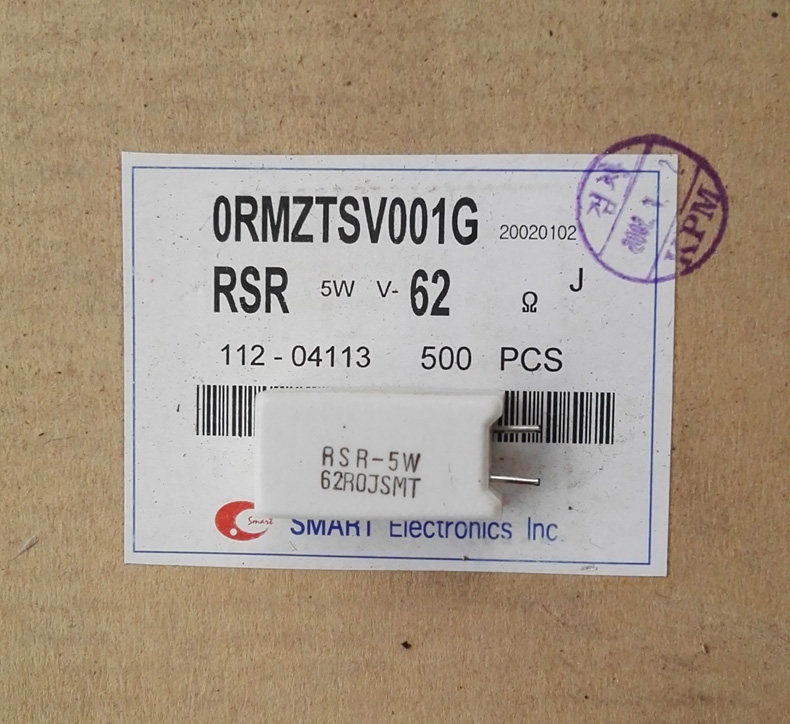 0RMZTSV001G 20020102
RSR 5W V- 62 Ω J
112 - 04113 500 PCS
RSR-5W
62R0JSMT
Smart SMART Electronics Inc
KPM